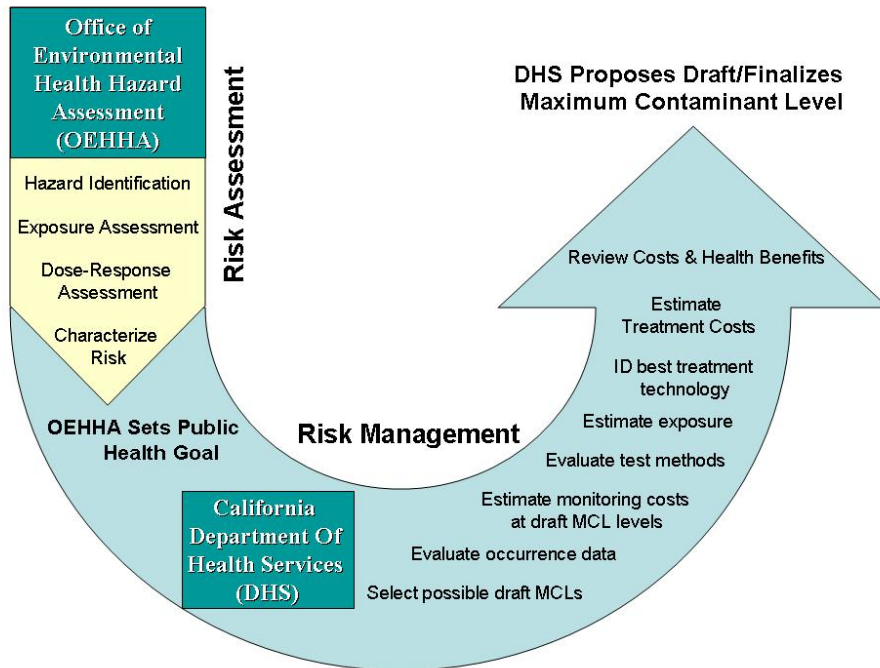 Office of
Environmental
Health Hazard
Assessment
(OEHHA)
Hazard Identification
Exposure Assessment
Dose-Response
Assessment
Characterize
Risk
Risk Assessment
OEHHA Sets Public
Health Goal
Risk Management
California
Department Of
Health Services
(DHS)
Select possible draft MCLs
Evaluate occurrence data
Estimate monitoring costs
at draft MCL levels
Evaluate test methods
Estimate exposure
ID best treatment
technology
Estimate
Treatment Costs
Review Costs & Health Benefits
DHS Proposes Draft/Finalizes
Maximum Contaminant Level